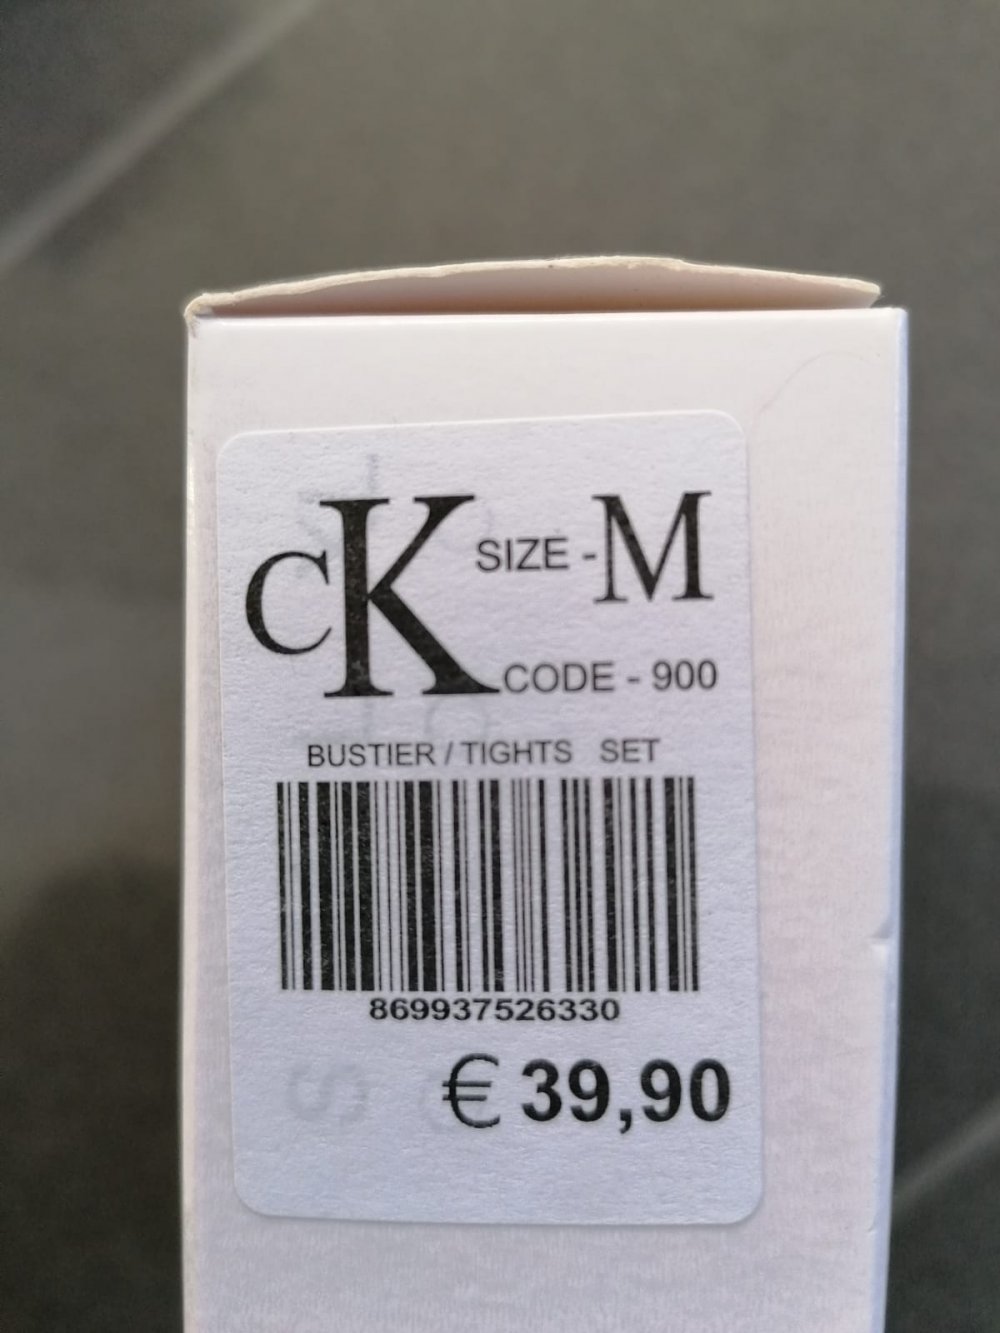 cK SIZE - M
CODE - 900
BUSTIER / TIGHTS SET
869937526330
€ 39,90